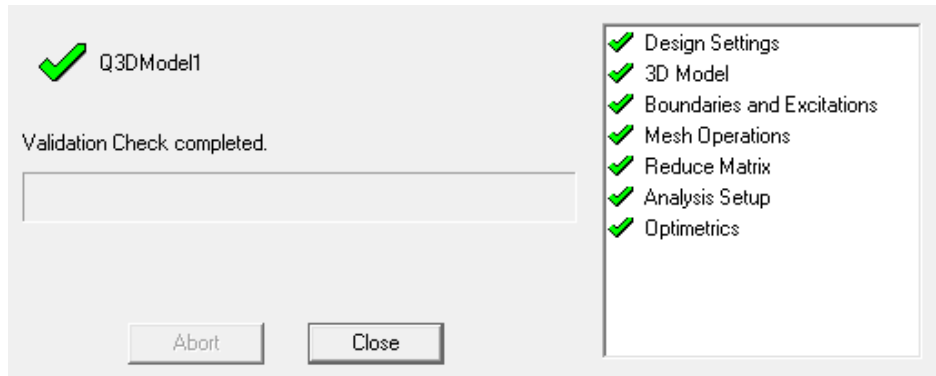 Q3DModel1
Validation Check completed.
Abort
Close
Design Settings
3D Model
Boundaries and Excitations
Mesh Operations
Reduce Matrix
Analysis Setup
Optimetrics